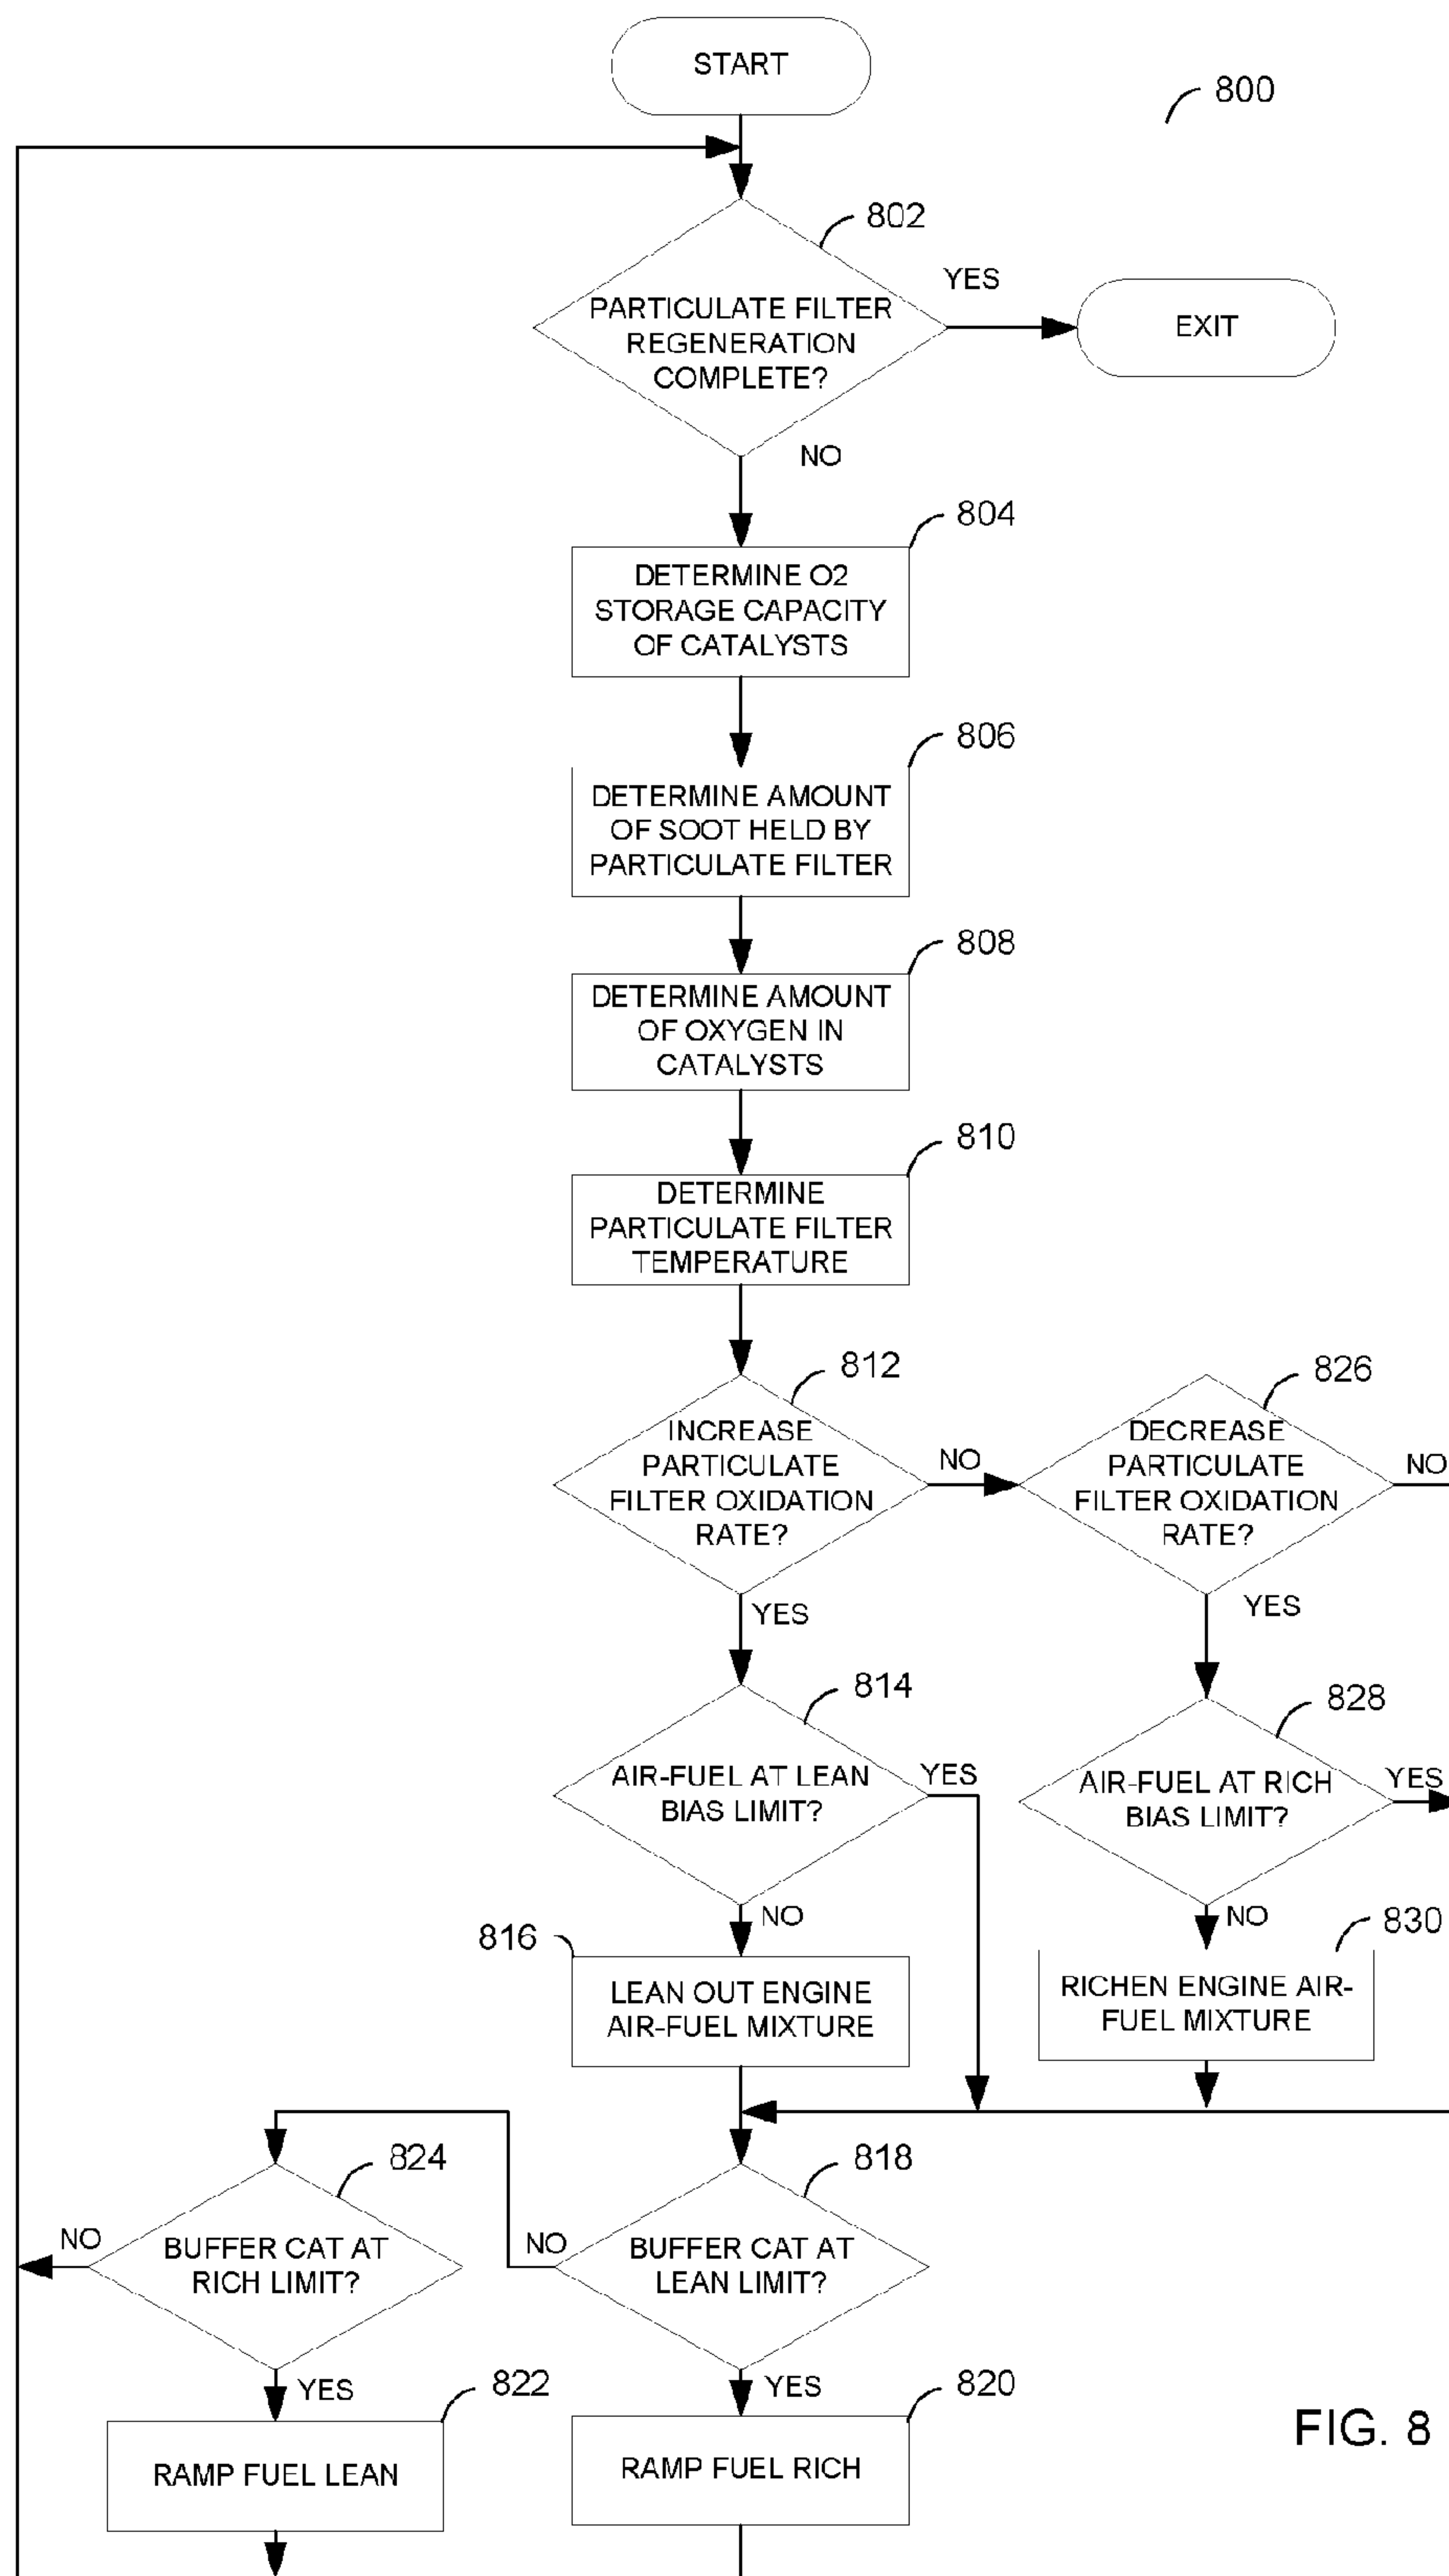 START
800
802
PARTICULATE FILTER
REGENERATION
COMPLETE?
YES
EXIT
NO
804
DETERMINE O2
STORAGE CAPACITY
OF CATALYSTS
806
DETERMINE AMOUNT
OF SOOT HELD BY
PARTICULATE FILTER
808
DETERMINE AMOUNT
OF OXYGEN IN
CATALYSTS
810
DETERMINE
PARTICULATE FILTER
TEMPERATURE
812
INCREASE
PARTICULATE
FILTER OXIDATION
RATE?
NO
826
DECREASE
PARTICULATE
FILTER OXIDATION
RATE?
NO
YES
YES
814
AIR-FUEL AT LEAN
BIAS LIMIT?
YES
828
AIR-FUEL AT RICH
BIAS LIMIT?
YES
NO
NO
816
LEAN OUT ENGINE
AIR-FUEL MIXTURE
830
RICHEN ENGINE AIR-
FUEL MIXTURE
824
BUFFER CAT AT
RICH LIMIT?
NO
818
BUFFER CAT AT
LEAN LIMIT?
NO
YES
YES
822
RAMP FUEL LEAN
820
RAMP FUEL RICH
FIG. 8